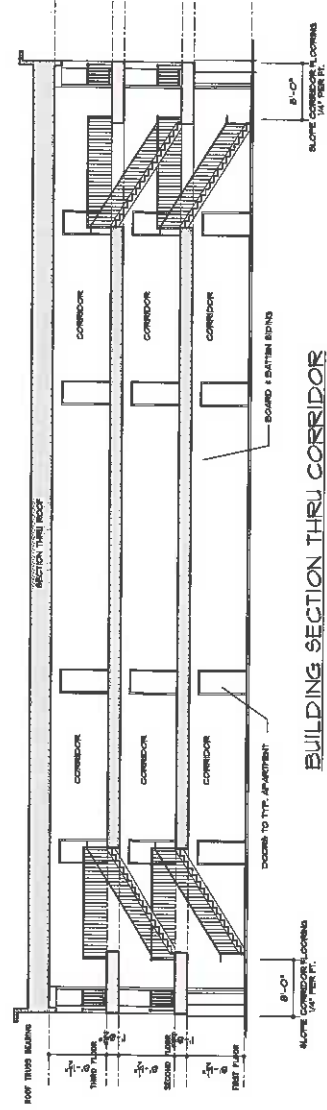 SECTION THRU ROOF
ROOF TRUSS BEARING
THIRD FLOOR
SECOND FLOOR
FIRST FLOOR
CORRIDOR
CORRIDOR
CORRIDOR
CORRIDOR
CORRIDOR
CORRIDOR
8'-0"
SLOPE CORRIDOR FLOORING
1/4" PER FT.
DOORS TO TYP. APARTMENT
BOARD & BATTEN SIDING
8'-0"
SLOPE CORRIDOR FLOORING
1/4" PER FT.
BUILDING SECTION THRU CORRIDOR